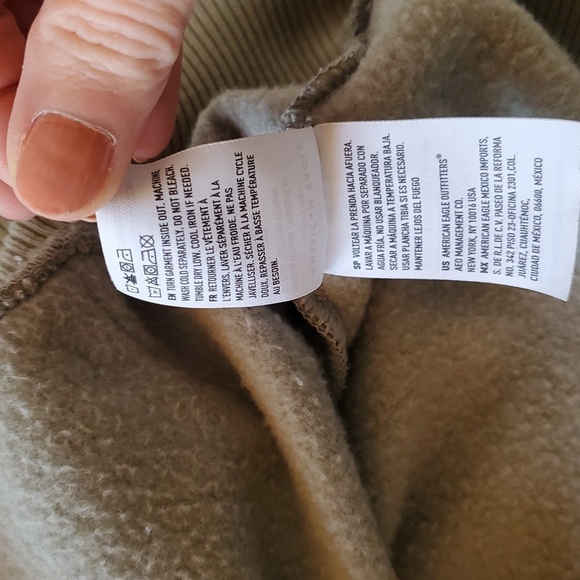 EN TURN GARMENT INSIDE OUT, MACHINE
WASH COLD SEPARATELY. DO NOT BLEACH.
TUMBLE DRY LOW. COOL IRON IF NEEDED.
FR RETOURNER LE VÊTEMENT À
L'ENVERS. LAVER SÉPARÉMENT À LA
MACHINE À L'EAU FROIDE. NE PAS
JAVELLISER. SÉCHER À LA MACHINE CYCLE
DOUX. REPASSER À BASSE TEMPÉRATURE
AU BESOIN.
SP VOLTEAR LA PRENDA HACIA AFUERA.
LAVAR A MÁQUINA POR SEPARADO CON
AGUA FRÍA. NO USAR BLANQUEADOR.
SECAR A MÁQUINA A TEMPERATURA BAJA.
USAR PLANCHA TIBIA SI ES NECESARIO.
MANTENER LEJOS DEL FUEGO
US AMERICAN EAGLE OUTFITTERS®
AEO MANAGEMENT CO.
NEW YORK, NY 10016 USA
MX AMERICAN EAGLE MEXICO IMPORTS,
S. DE R.L.DE C.V. PASEO DE LA REFORMA
NO. 342 PISO 23-OFICINA 2301,COL.
JUÁREZ, CUAUHTÉMOC,
CIUDAD DE MÉXICO, 06600, MÉXICO